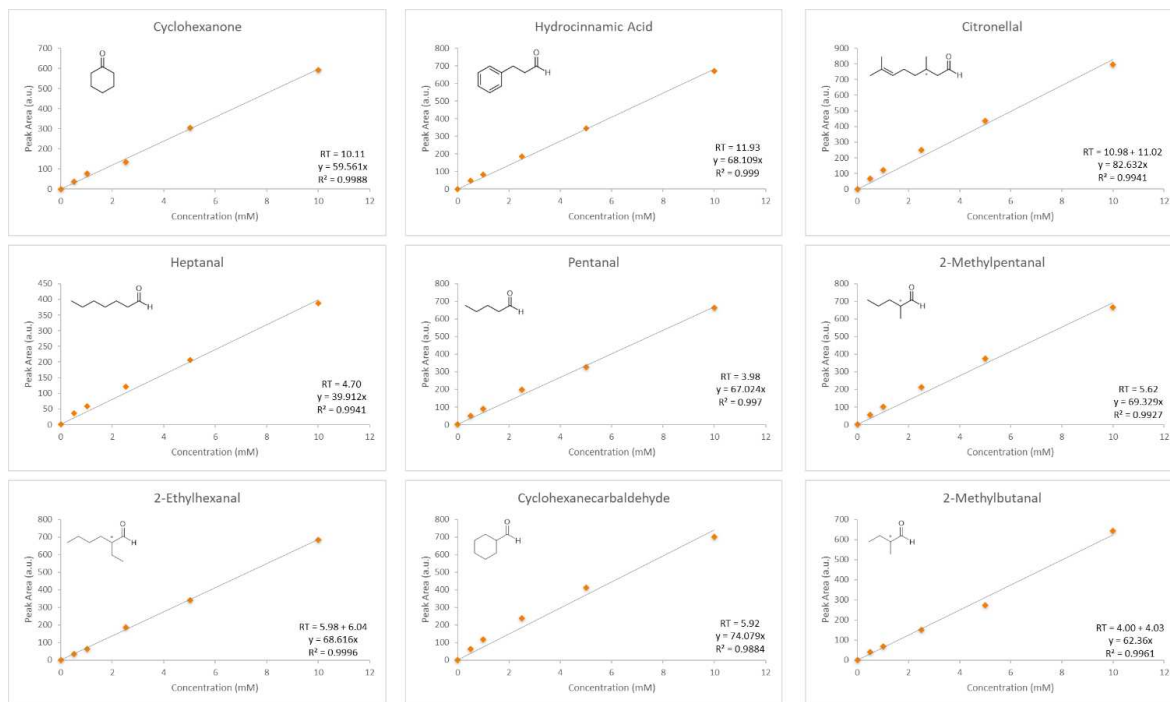 Cyclohexanone
Peak Area (a.u.)
700
600
500
400
300
200
100
0
O
RT = 10.11
y = 59.561x
R² = 0.9988
0 2 4 6 8 10 12
Concentration (mM)
Hydrocinnamic Acid
Peak Area (a.u.)
800
700
600
500
400
300
200
100
0
O
H
RT = 11.93
y = 68.109x
R² = 0.999
0 2 4 6 8 10 12
Concentration (mM)
Citronellal
Peak Area (a.u.)
900
800
700
600
500
400
300
200
100
0
O
H
*
RT = 10.98 + 11.02
y = 82.632x
R² = 0.9941
0 2 4 6 8 10 12
Concentration (mM)
Heptanal
Peak Area (a.u.)
450
400
350
300
250
200
150
100
50
0
O
H
RT = 4.70
y = 39.912x
R² = 0.9941
0 2 4 6 8 10 12
Concentration (mM)
Pentanal
Peak Area (a.u.)
800
700
600
500
400
300
200
100
0
O
H
RT = 3.98
y = 67.024x
R² = 0.997
0 2 4 6 8 10 12
Concentration (mM)
2-Methylpentanal
Peak Area (a.u.)
800
700
600
500
400
300
200
100
0
O
*
H
RT = 5.62
y = 69.329x
R² = 0.9927
0 2 4 6 8 10 12
Concentration (mM)
2-Ethylhexanal
Peak Area (a.u.)
800
700
600
500
400
300
200
100
0
O
*
H
RT = 5.98 + 6.04
y = 68.616x
R² = 0.9996
0 2 4 6 8 10 12
Concentration (mM)
Cyclohexanecarbaldehyde
Peak Area (a.u.)
800
700
600
500
400
300
200
100
0
O
H
RT = 5.92
y = 74.079x
R² = 0.9884
0 2 4 6 8 10 12
Concentration (mM)
2-Methylbutanal
Peak Area (a.u.)
700
600
500
400
300
200
100
0
O
*
H
RT = 4.00 + 4.03
y = 62.36x
R² = 0.9961
0 2 4 6 8 10 12
Concentration (mM)